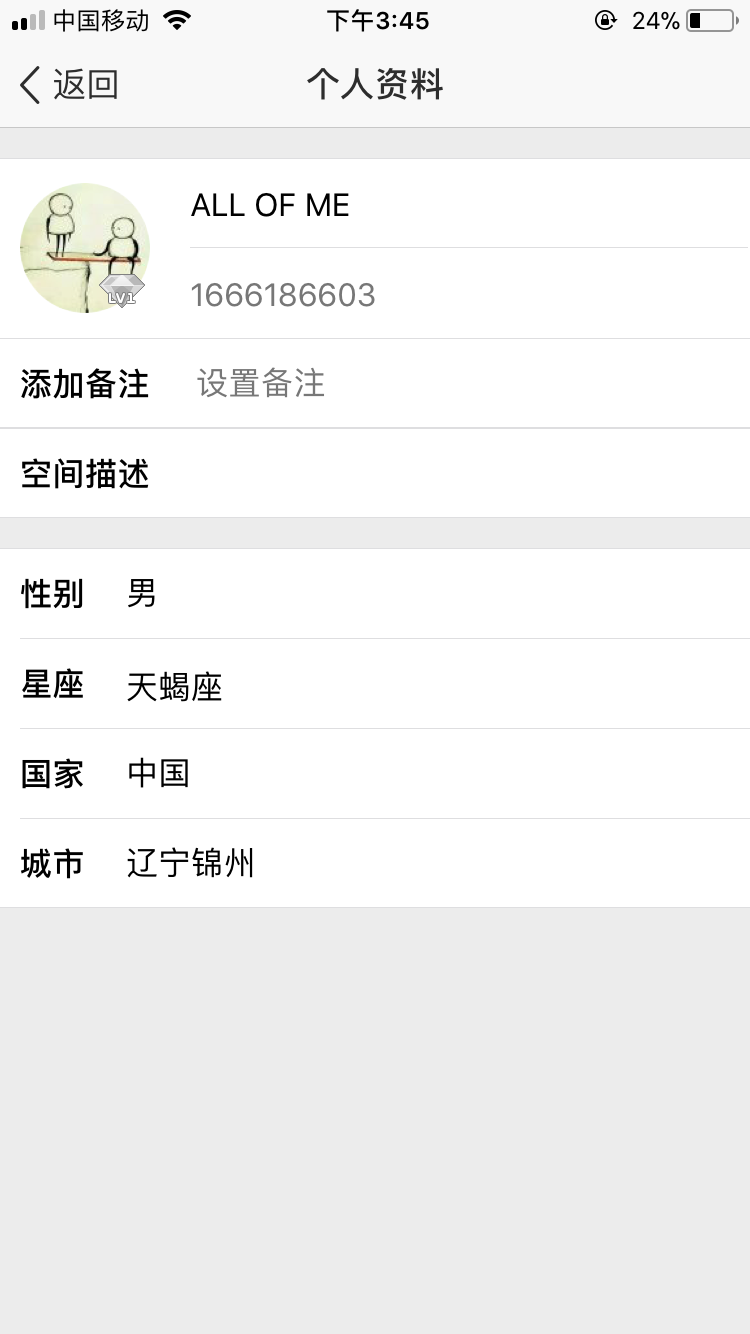 中国移动 下午3:45 24%
返回 个人资料
ALL OF ME
LV1
1666186603
添加备注 设置备注
空间描述
性别 男
星座 天蝎座
国家 中国
城市 辽宁锦州